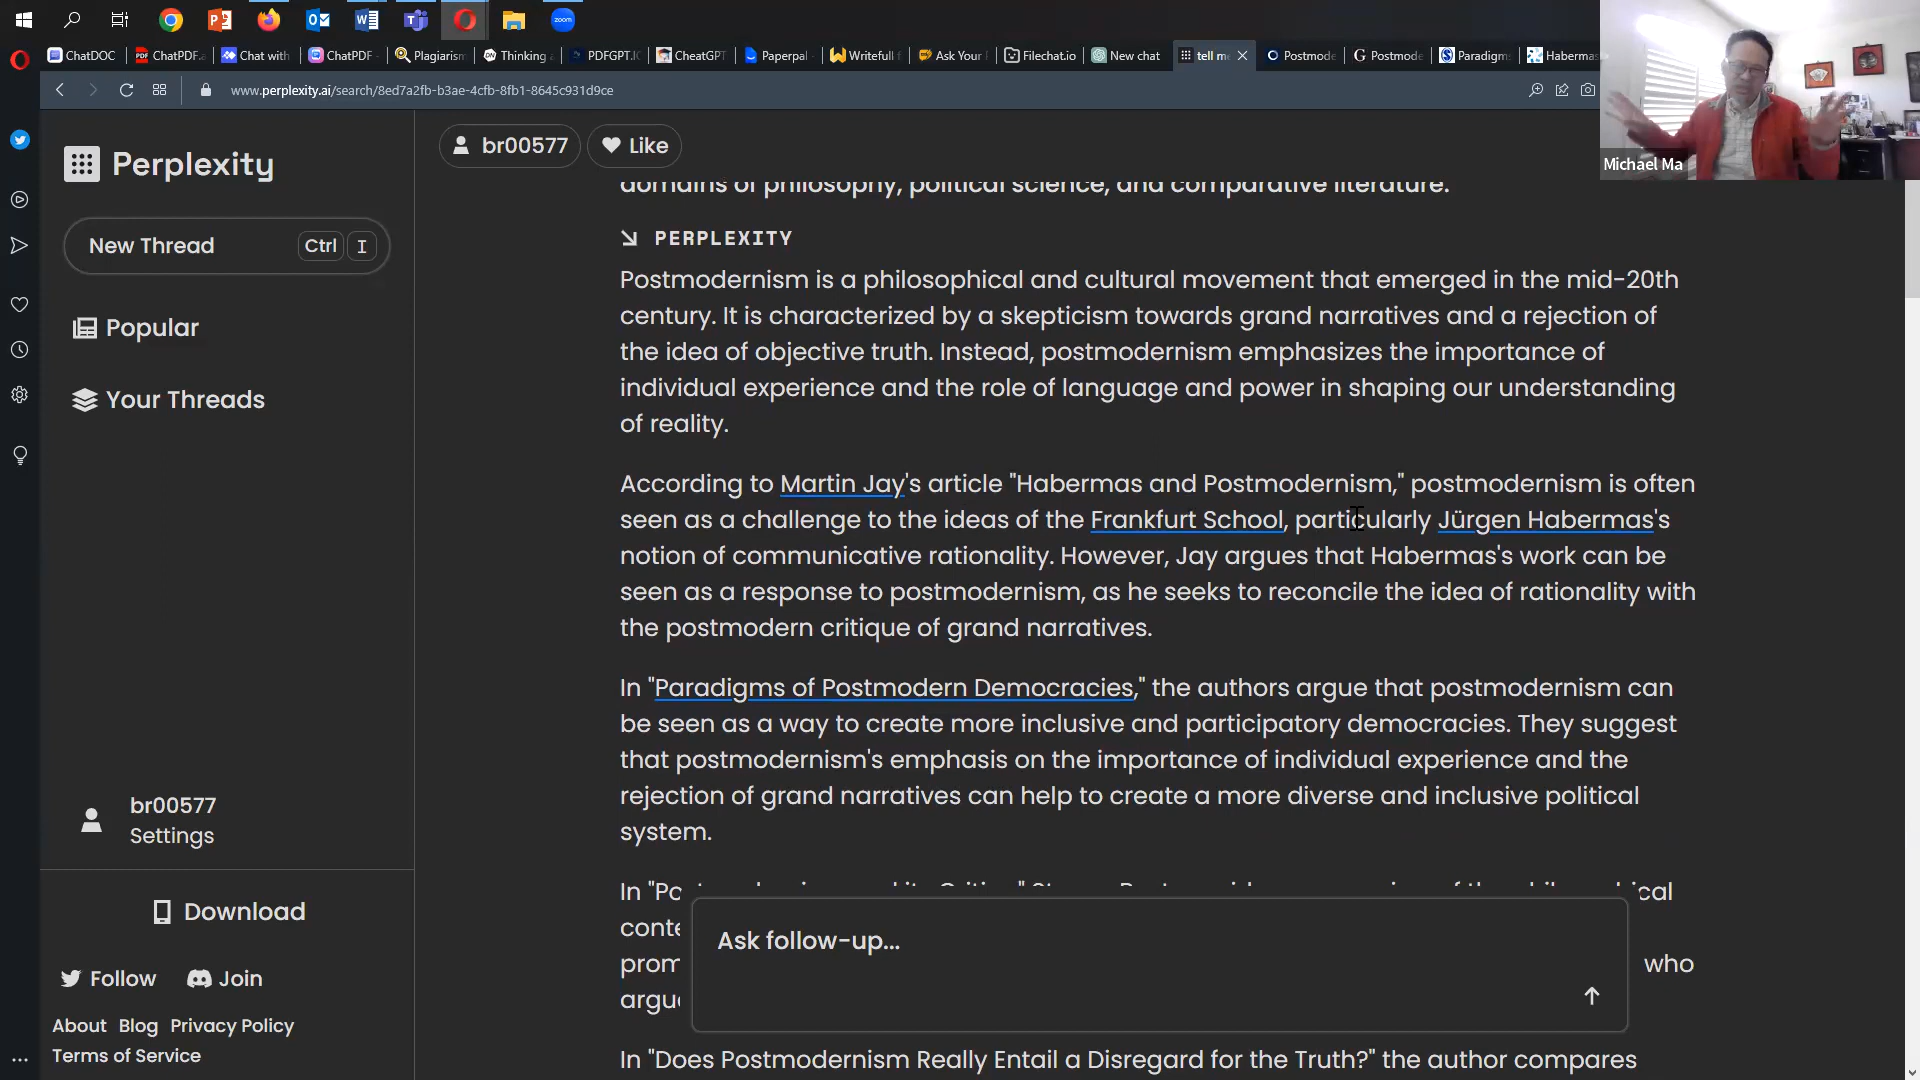 ChatDOC
ChatPDF.
Chat with
ChatPDF
Plagiarism
Thinking
PDFGPT.IO
CheatGPT
Paperpal
Writefull f
Ask Your
Filechat.io
New chat
tell me
Postmode
Postmode
Paradigm
Habermas
www.perplexity.ai/search/8ed7a2fb-b3ae-4cfb-8fb1-8645c931d9ce
Michael Ma
Perplexity
New Thread Ctrl I
Popular
Your Threads
br00577
Settings
Download
Follow Join
About Blog Privacy Policy
Terms of Service
br00577 Like
domains of philosophy, political science, and comparative literature.
PERPLEXITY
Postmodernism is a philosophical and cultural movement that emerged in the mid-20th
century. It is characterized by a skepticism towards grand narratives and a rejection of
the idea of objective truth. Instead, postmodernism emphasizes the importance of
individual experience and the role of language and power in shaping our understanding
of reality.
According to Martin Jay's article "Habermas and Postmodernism," postmodernism is often
seen as a challenge to the ideas of the Frankfurt School, particularly Jürgen Habermas's
notion of communicative rationality. However, Jay argues that Habermas's work can be
seen as a response to postmodernism, as he seeks to reconcile the idea of rationality with
the postmodern critique of grand narratives.
In "Paradigms of Postmodern Democracies," the authors argue that postmodernism can
be seen as a way to create more inclusive and participatory democracies. They suggest
that postmodernism's emphasis on the importance of individual experience and the
rejection of grand narratives can help to create a more diverse and inclusive political
system.
In
who
Ask follow-up...
In "Does Postmodernism Really Entail a Disregard for the Truth?" the author compares
zoom